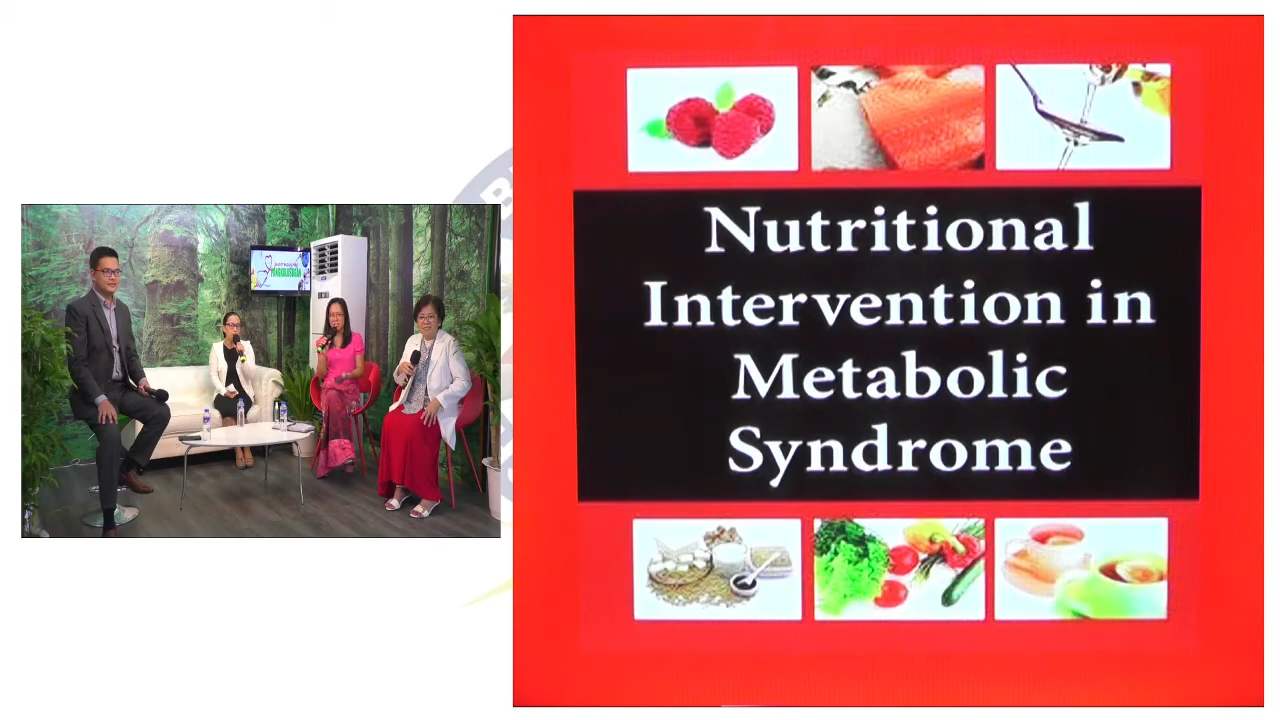 Nutritional
Intervention in
Metabolic
Syndrome